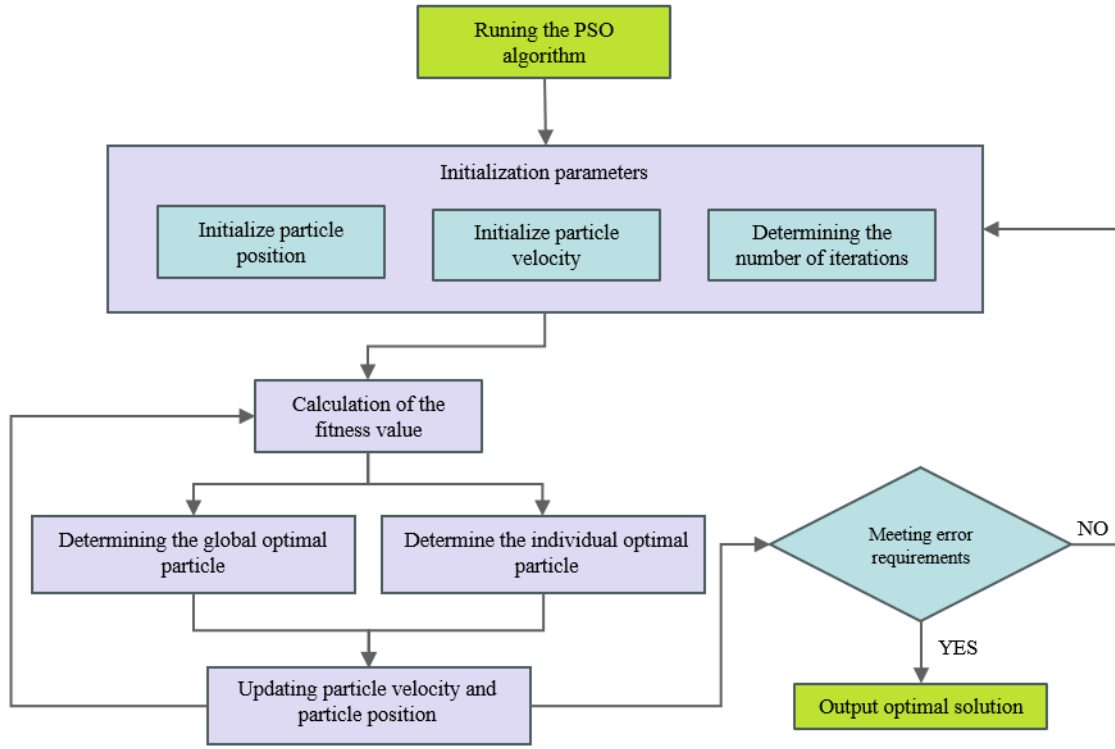 Runing the PSO
algorithm
Initialization parameters
Initialize particle
position
Initialize particle
velocity
Determining the
number of iterations
Calculation of the
fitness value
Determining the global optimal
particle
Determine the individual optimal
particle
Meeting error
requirements
NO
YES
Updating particle velocity and
particle position
Output optimal solution